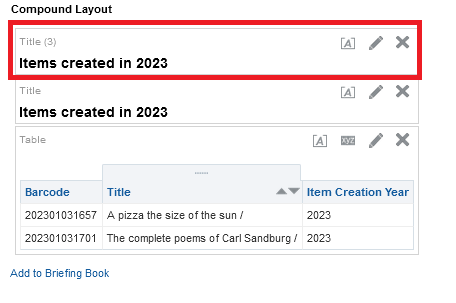 Compound Layout
Title (3)
Items created in 2023
Title
Items created in 2023
Table
Barcode Title Item Creation Year
202301031657 A pizza the size of the sun / 2023
202301031701 The complete poems of Carl Sandburg / 2023
Add to Briefing Book